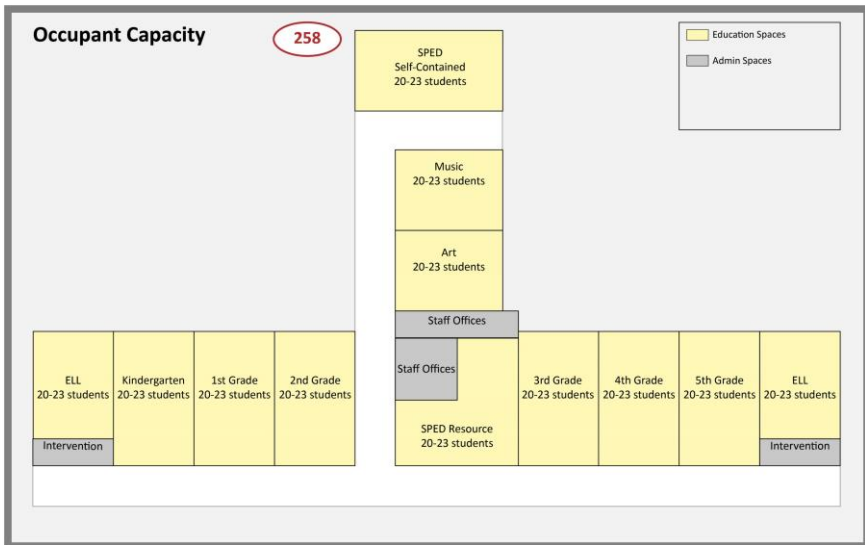 Occupant Capacity
258
Education Spaces
Admin Spaces
SPED
Self-Contained
20-23 students
Music
20-23 students
Art
20-23 students
Staff Offices
Staff Offices
SPED Resource
20-23 students
ELL
20-23 students
Intervention
Kindergarten
20-23 students
1st Grade
20-23 students
2nd Grade
20-23 students
3rd Grade
20-23 students
4th Grade
20-23 students
5th Grade
20-23 students
ELL
20-23 students
Intervention